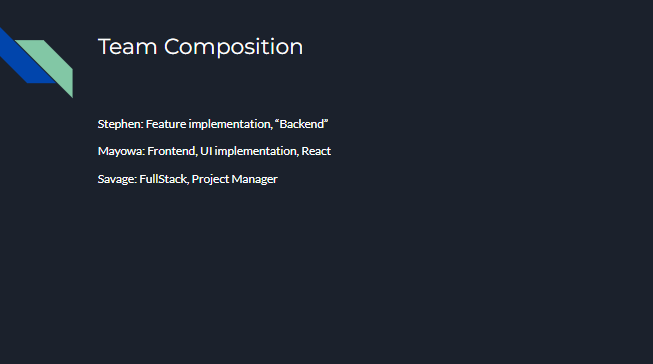 Team Composition
Stephen: Feature implementation, “Backend”
Mayowa: Frontend, UI implementation, React
Savage: FullStack, Project Manager